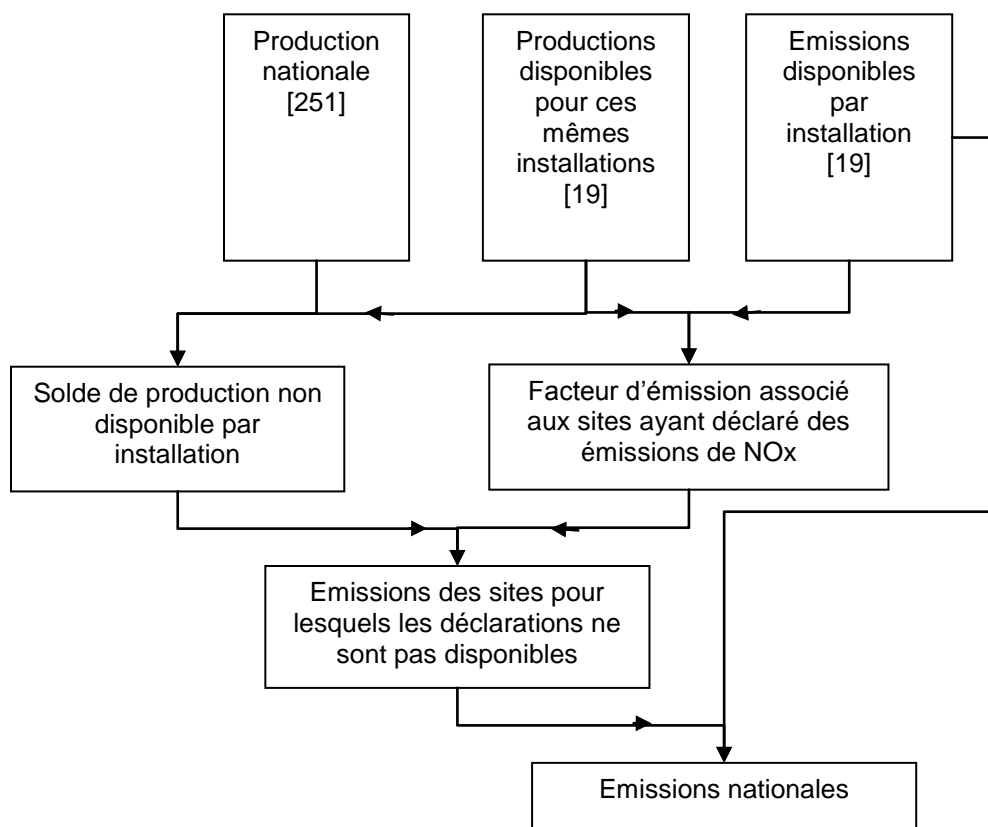 Production
nationale
[251]
Productions
disponibles
pour ces
mêmes
installations
[19]
Emissions
disponibles
par
installation
[19]
Solde de production non
disponible par
installation
Facteur d'émission associé
aux sites ayant déclaré des
émissions de NOx
Emissions des sites pour
lesquels les déclarations ne
sont pas disponibles
Emissions nationales